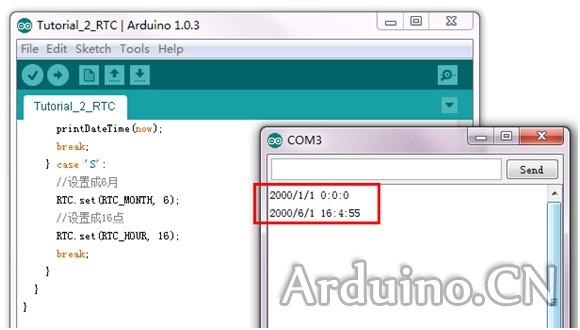 Tutorial_2_RTC | Arduino 1.0.3
File Edit Sketch Tools Help
Tutorial_2_RTC
printDateTime(now);
break;
} case 'S':
//设置成6月
RTC.set(RTC_MONTH, 6);
//设置成16点
RTC.set(RTC_HOUR, 16);
break;
}
}
}
COM3
Send
2000/1/1 0:0:0
2000/6/1 16:4:55
Arduino.CN